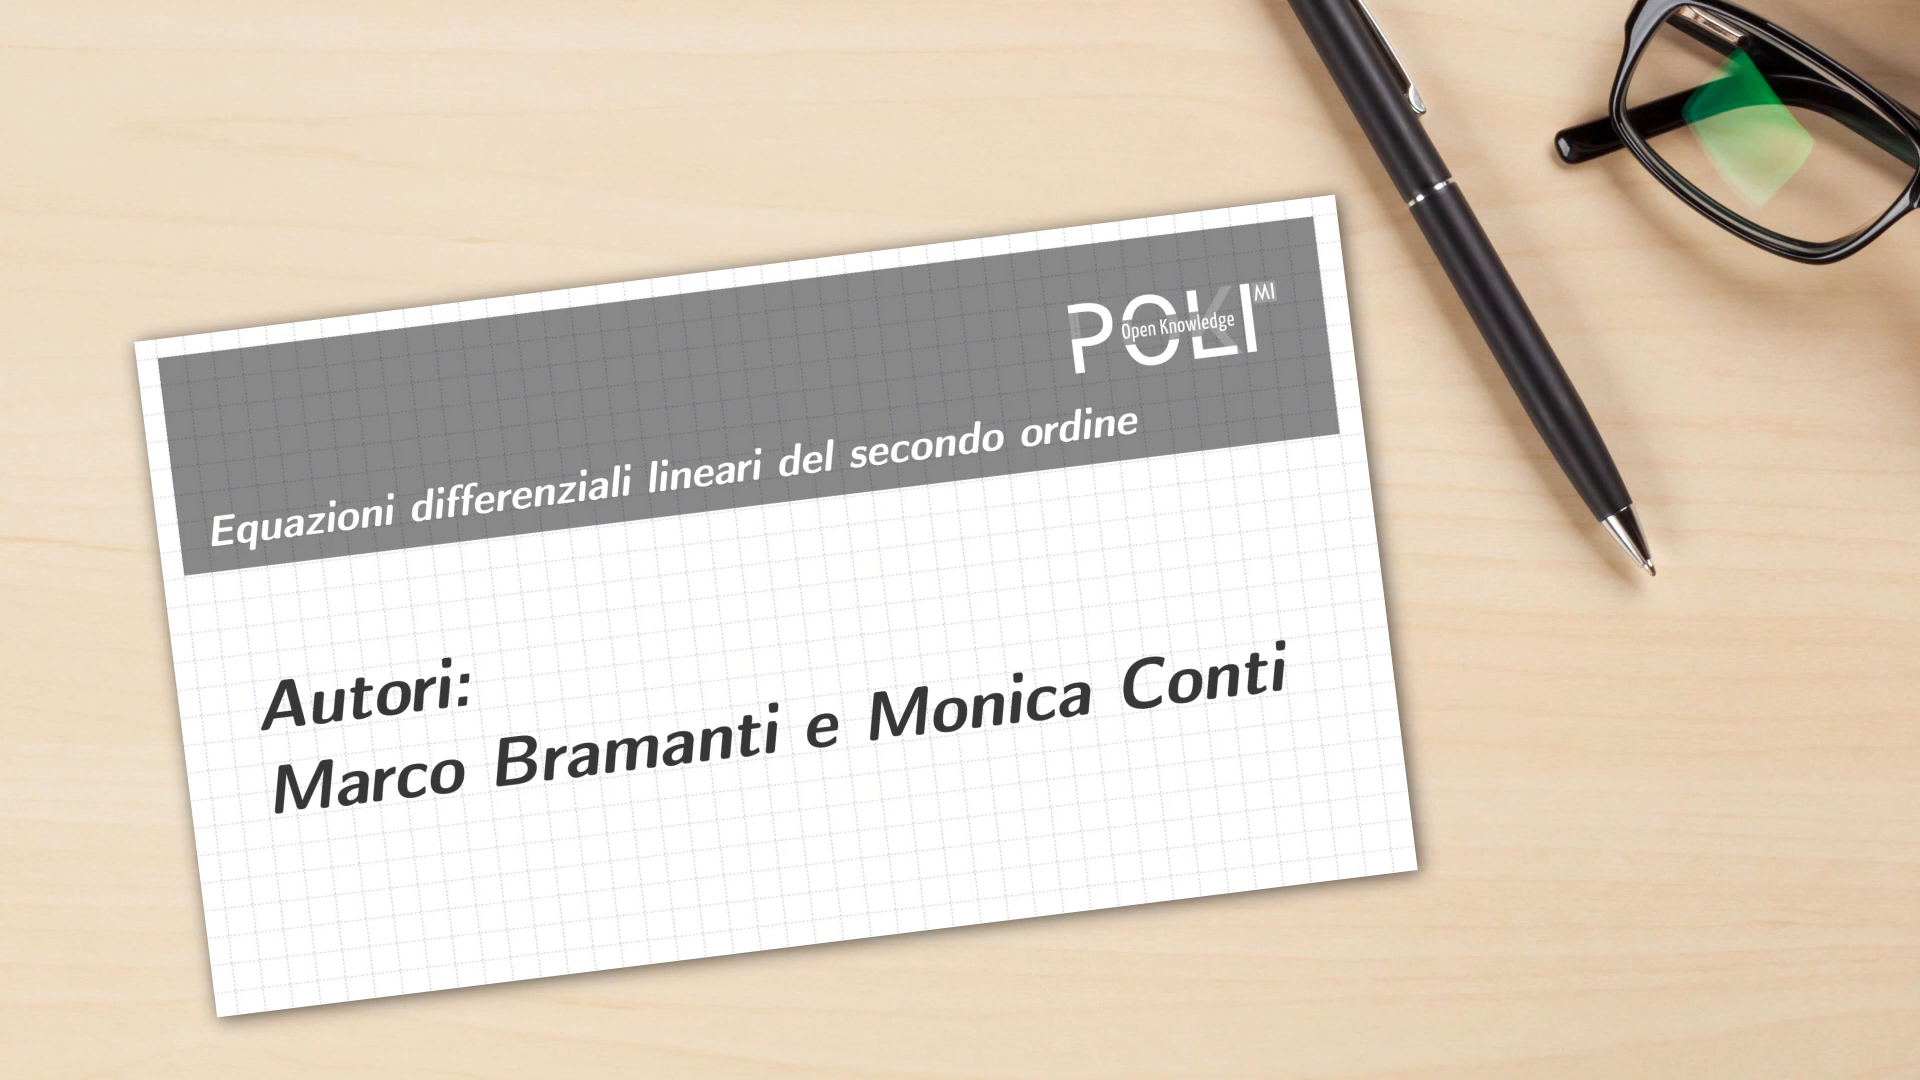 POLI MI
Open Knowledge
Equazioni differenziali lineari del secondo ordine
Autori:
Marco Bramanti e Monica Conti